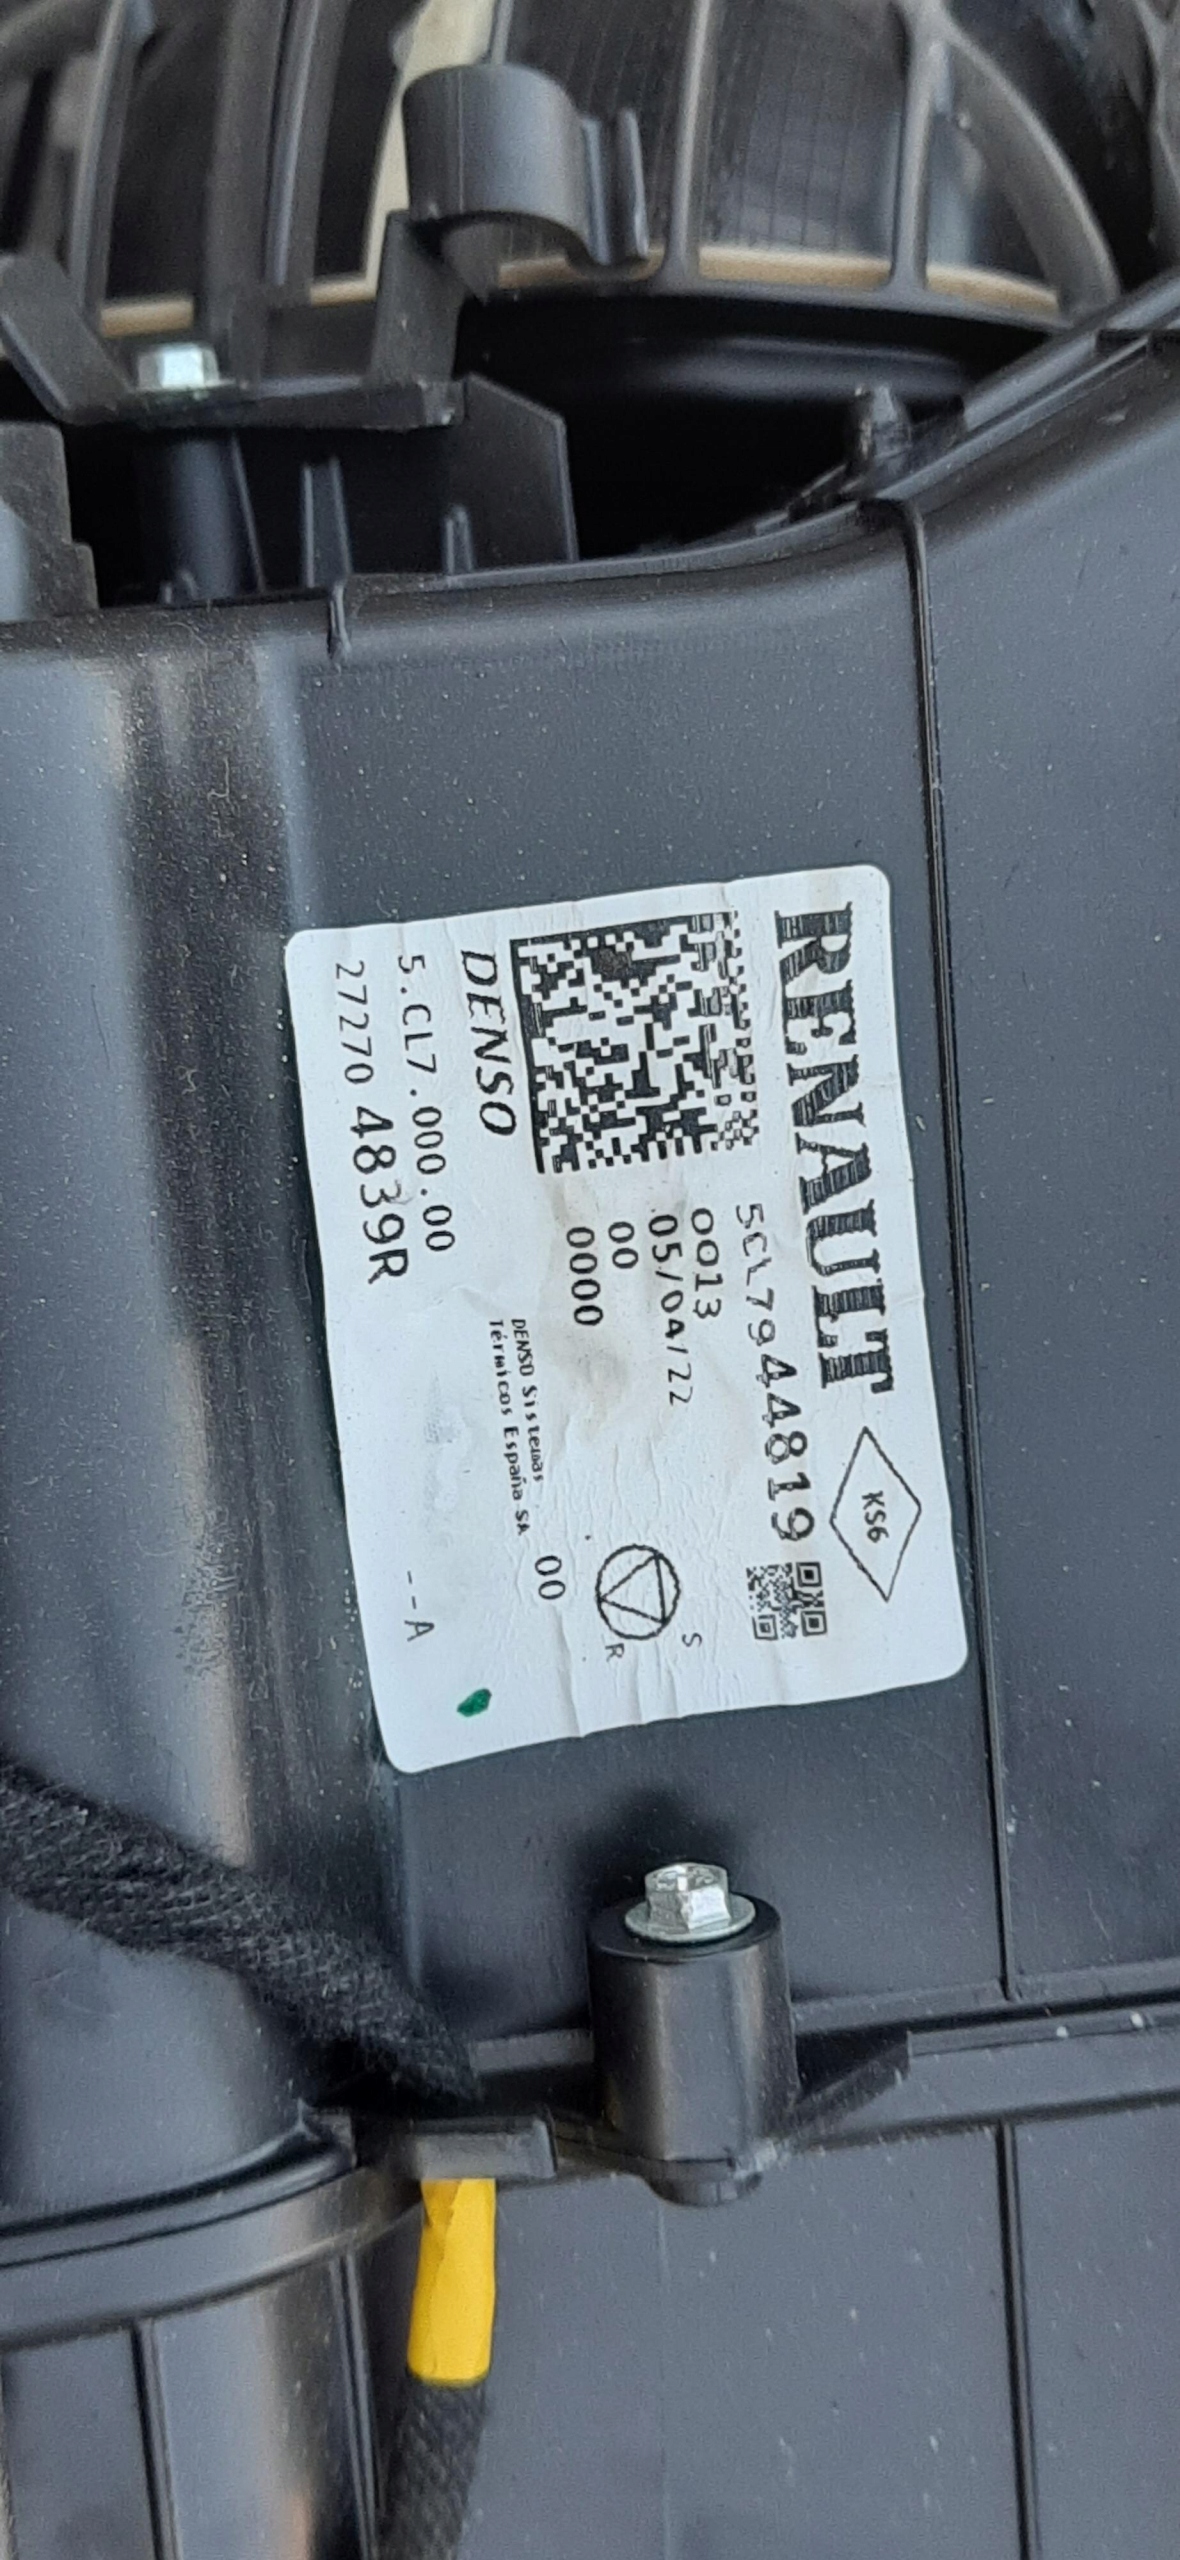 RENAULT
KS6
5CL7944819
0013
05/04/22
00
0000
S
R
00
DENSO
DENSO Sistemas
Térmicos España SA
5.CL7.000.00
27270 4839R
--A